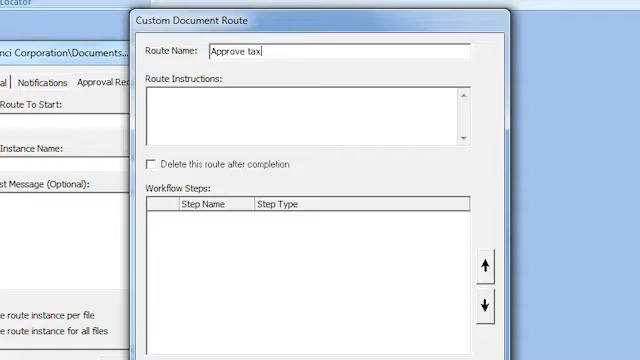 Locator
Custom Document Route
Route Name: Approve tax
nci Corporation\Documents...
al Notifications Approval Rec
Route Instructions:
Route To Start:
Instance Name:
Delete this route after completion
st Message (Optional):
Workflow Steps:
Step Name Step Type
e route instance per file
e route instance for all files